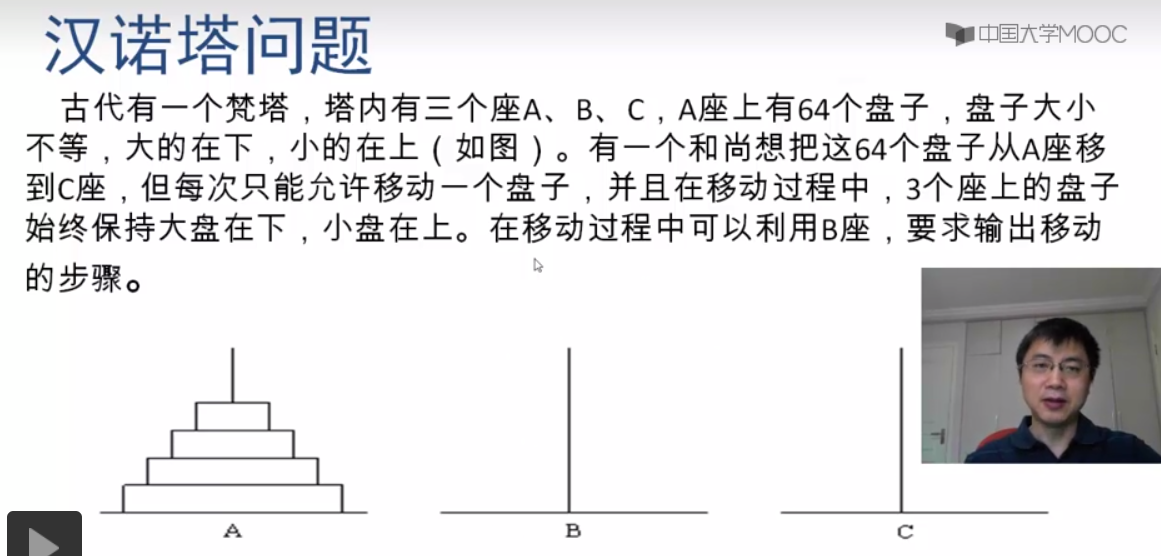 汉诺塔问题
中国大学MOOC
古代有一个梵塔，塔内有三个座A、B、C，A座上有64个盘子，盘子大小
不等，大的在下，小的在上（如图）。有一个和尚想把这64个盘子从A座移
到C座，但每次只能允许移动一个盘子，并且在移动过程中，3个座上的盘子
始终保持大盘在下，小盘在上。在移动过程中可以利用B座，要求输出移动
的步骤。
A
B
C